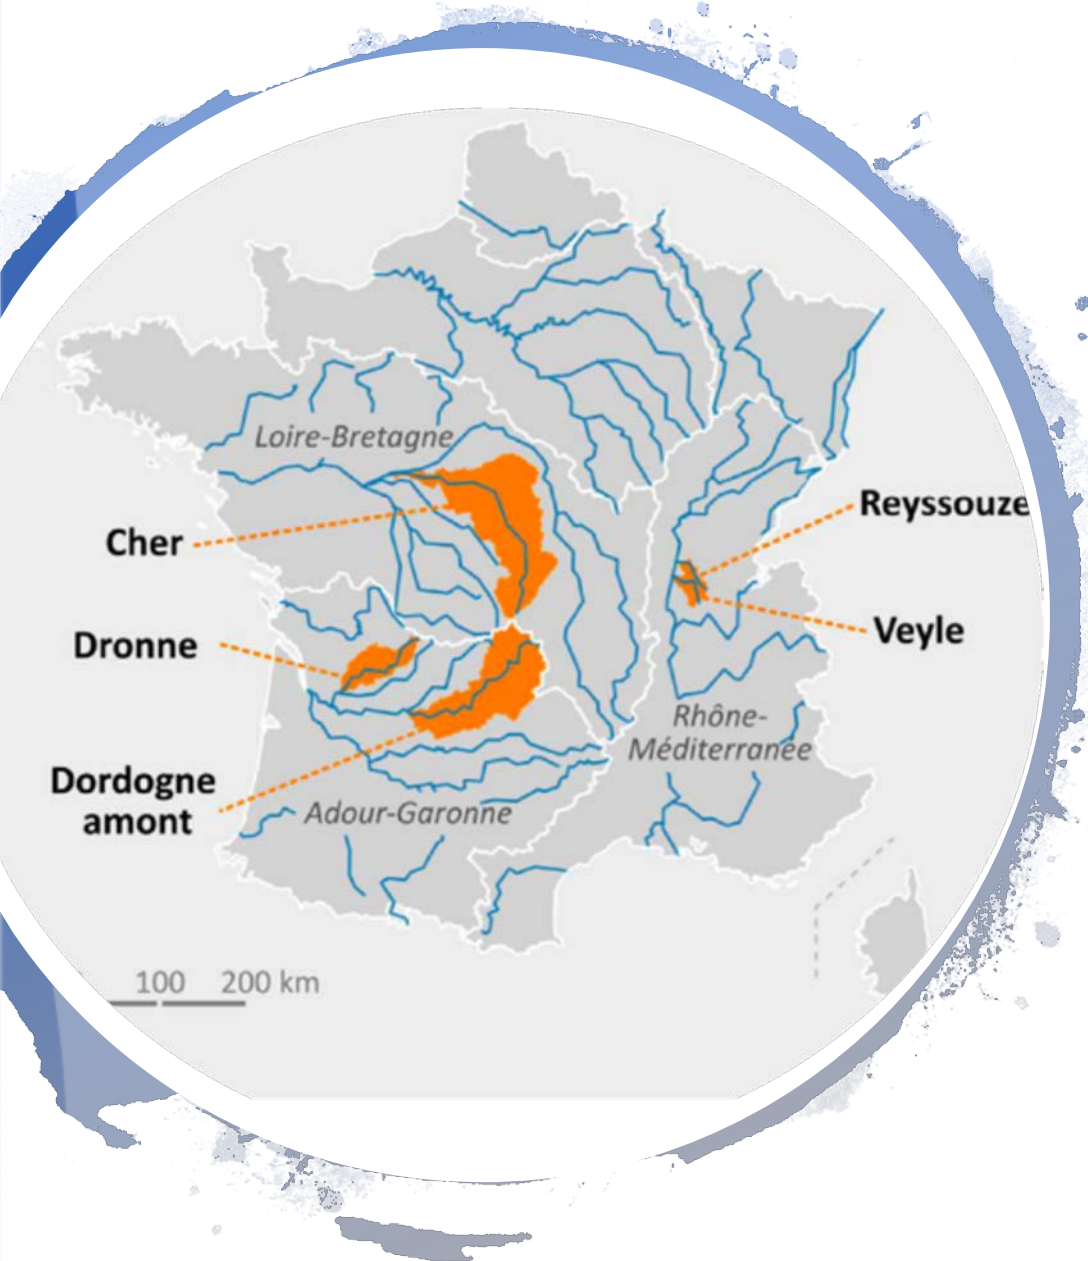 Loire-Bretagne
Reyssouze
Cher
Veyle
Dronne
Rhône-
Méditerranée
Dordogne
amont
Adour-Garonne
100 200 km